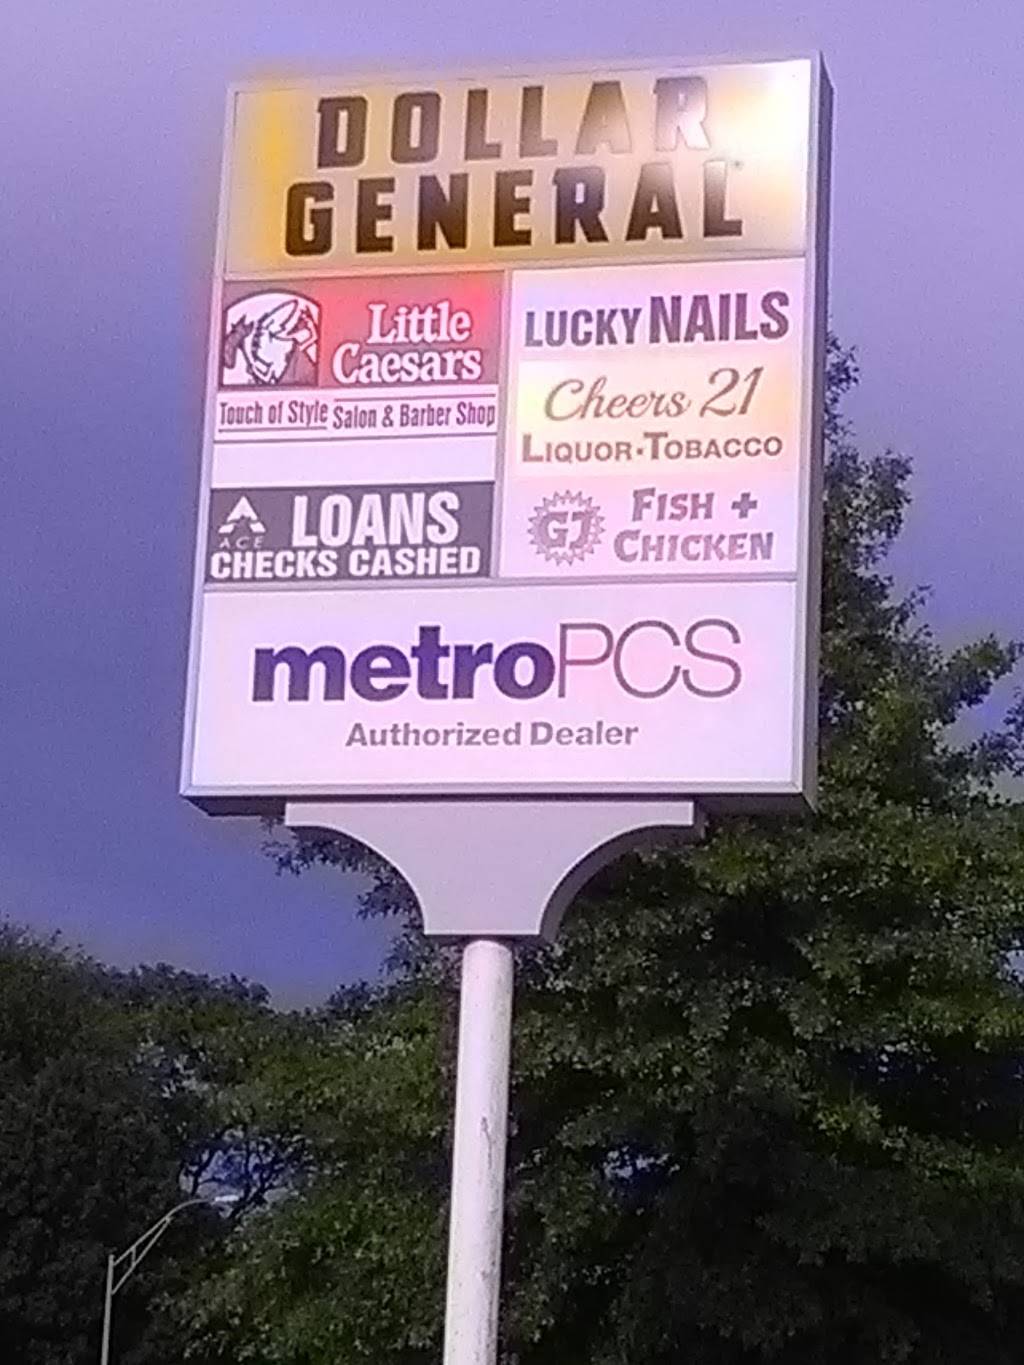 DOLLAR
GENERAL
Little
Caesars
Touch of Style Salon & Barber Shop
ACE
LOANS
CHECKS CASHED
LUCKY NAILS
Cheers 21
LIQUOR·TOBACCO
GJ
FISH +
CHICKEN
metroPCS
Authorized Dealer